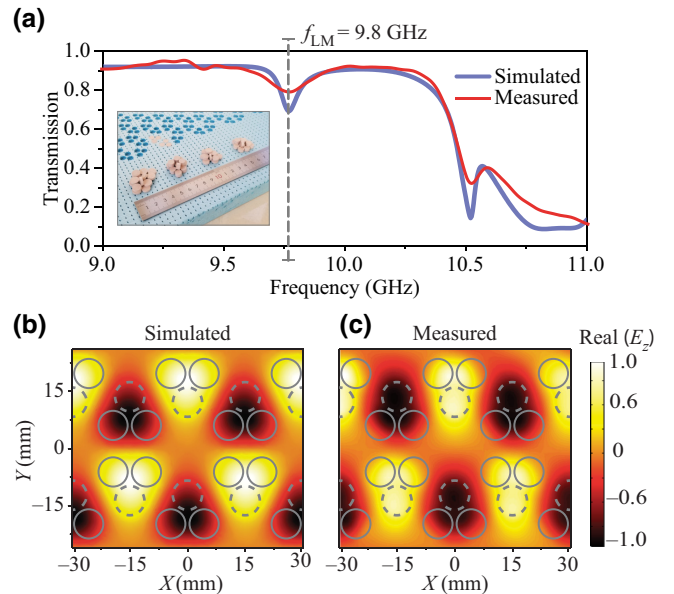 (a)
f_LM = 9.8 GHz
1.0
0.8
0.6
0.4
0.2
0.0
Transmission
Simulated
Measured
9.0 9.5 10.0 10.5 11.0
Frequency (GHz)
(b) Simulated
(c) Measured
Real (E_z)
15
0
−15
Y (mm)
−30 −15 0 15 30
X (mm)
−30 −15 0 15 30
X (mm)
1.0
0.6
0
−0.6
−1.0